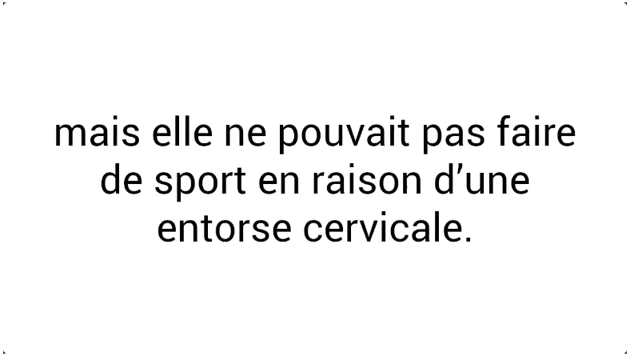 mais elle ne pouvait pas faire
de sport en raison d’une
entorse cervicale.